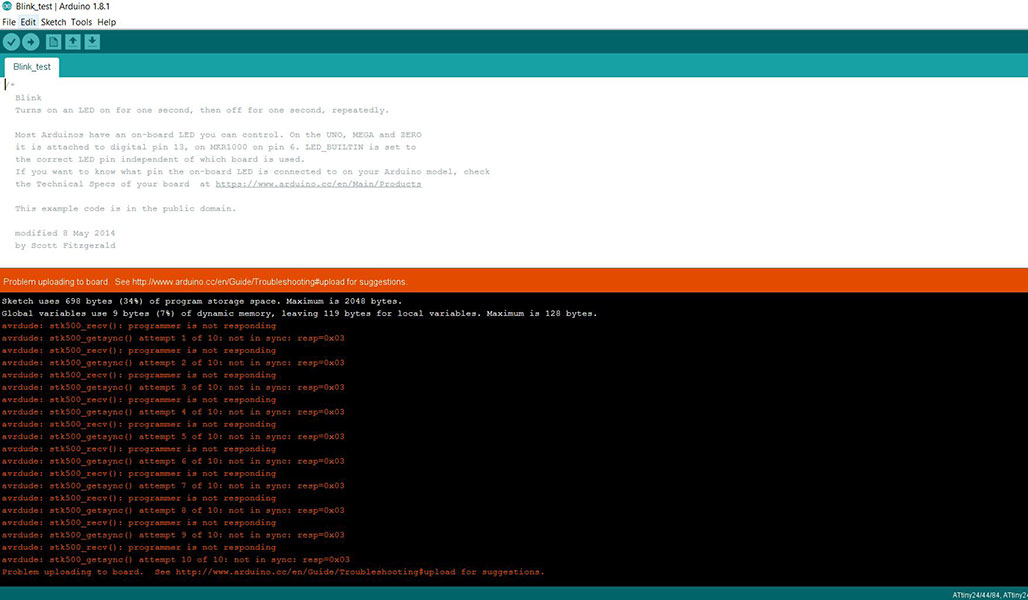 Blink_test | Arduino 1.8.1
File Edit Sketch Tools Help
Blink_test
/*
Blink
Turns on an LED on for one second, then off for one second, repeatedly.
Most Arduinos have an on-board LED you can control. On the UNO, MEGA and ZERO
it is attached to digital pin 13, on MKR1000 on pin 6. LED_BUILTIN is set to
the correct LED pin independent of which board is used.
If you want to know what pin the on-board LED is connected to on your Arduino model, check
the Technical Specs of your board  at https://www.arduino.cc/en/Main/Products
This example code is in the public domain.
modified 8 May 2014
by Scott Fitzgerald
Problem uploading to board.  See http://www.arduino.cc/en/Guide/Troubleshooting#upload for suggestions.
Sketch uses 698 bytes (34%) of program storage space. Maximum is 2048 bytes.
Global variables use 9 bytes (7%) of dynamic memory, leaving 119 bytes for local variables. Maximum is 128 bytes.
avrdude: stk500_recv(): programmer is not responding
avrdude: stk500_getsync() attempt 1 of 10: not in sync: resp=0x03
avrdude: stk500_recv(): programmer is not responding
avrdude: stk500_getsync() attempt 2 of 10: not in sync: resp=0x03
avrdude: stk500_recv(): programmer is not responding
avrdude: stk500_getsync() attempt 3 of 10: not in sync: resp=0x03
avrdude: stk500_recv(): programmer is not responding
avrdude: stk500_getsync() attempt 4 of 10: not in sync: resp=0x03
avrdude: stk500_recv(): programmer is not responding
avrdude: stk500_getsync() attempt 5 of 10: not in sync: resp=0x03
avrdude: stk500_recv(): programmer is not responding
avrdude: stk500_getsync() attempt 6 of 10: not in sync: resp=0x03
avrdude: stk500_recv(): programmer is not responding
avrdude: stk500_getsync() attempt 7 of 10: not in sync: resp=0x03
avrdude: stk500_recv(): programmer is not responding
avrdude: stk500_getsync() attempt 8 of 10: not in sync: resp=0x03
avrdude: stk500_recv(): programmer is not responding
avrdude: stk500_getsync() attempt 9 of 10: not in sync: resp=0x03
avrdude: stk500_recv(): programmer is not responding
avrdude: stk500_getsync() attempt 10 of 10: not in sync: resp=0x03
Problem uploading to board.  See http://www.arduino.cc/en/Guide/Troubleshooting#upload for suggestions.
ATtiny24/44/84, ATtiny24